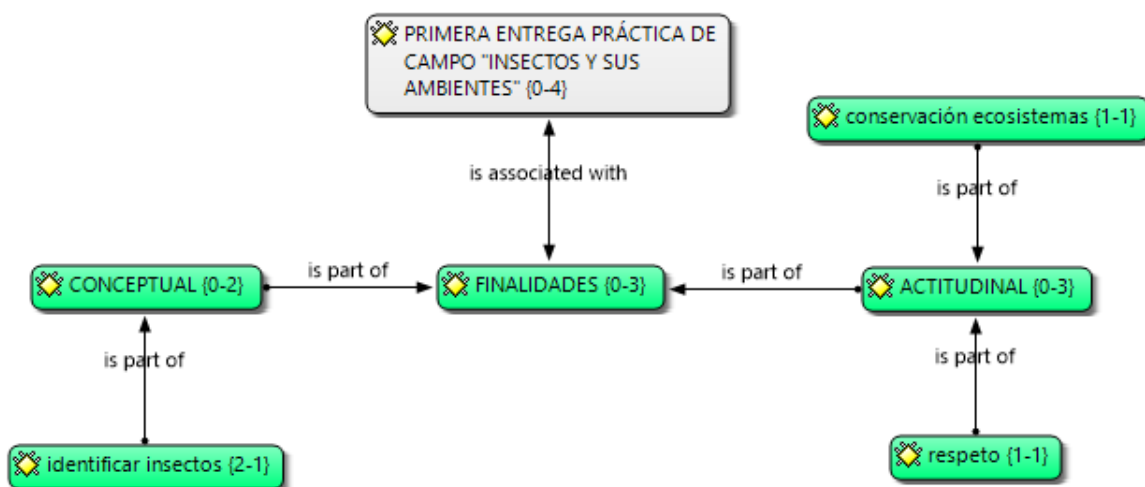 PRIMERA ENTREGA PRÁCTICA DE
CAMPO "INSECTOS Y SUS
AMBIENTES" {0-4}
conservación ecosistemas {1-1}
is associated with
is part of
CONCEPTUAL {0-2}
is part of
FINALIDADES {0-3}
is part of
ACTITUDINAL {0-3}
is part of
is part of
identificar insectos {2-1}
respeto {1-1}